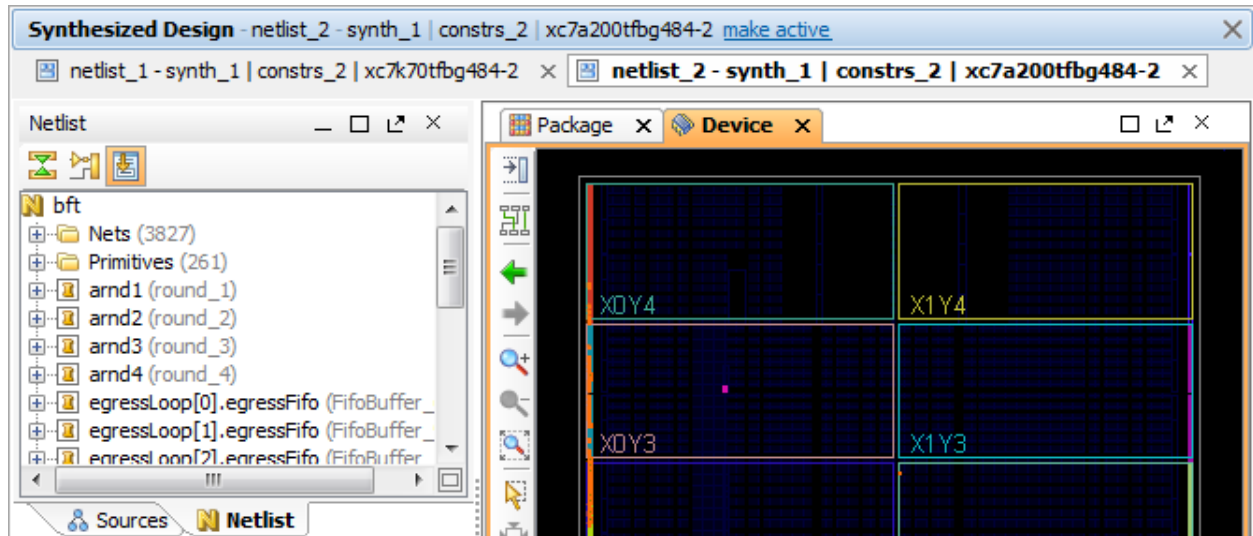 Synthesized Design - netlist_2 - synth_1 | constrs_2 | xc7a200tfbg484-2 make active
netlist_1 - synth_1 | constrs_2 | xc7k70tfbg484-2
netlist_2 - synth_1 | constrs_2 | xc7a200tfbg484-2
Netlist
Package
Device
bft
Nets (3827)
Primitives (261)
arnd1 (round_1)
arnd2 (round_2)
arnd3 (round_3)
arnd4 (round_4)
egressLoop[0].egressFifo (FifoBuffer_
egressLoop[1].egressFifo (FifoBuffer_
egressLoop[2].egressFifo (FifoBuffer
Sources
Netlist
X0Y4
X1Y4
X0Y3
X1Y3